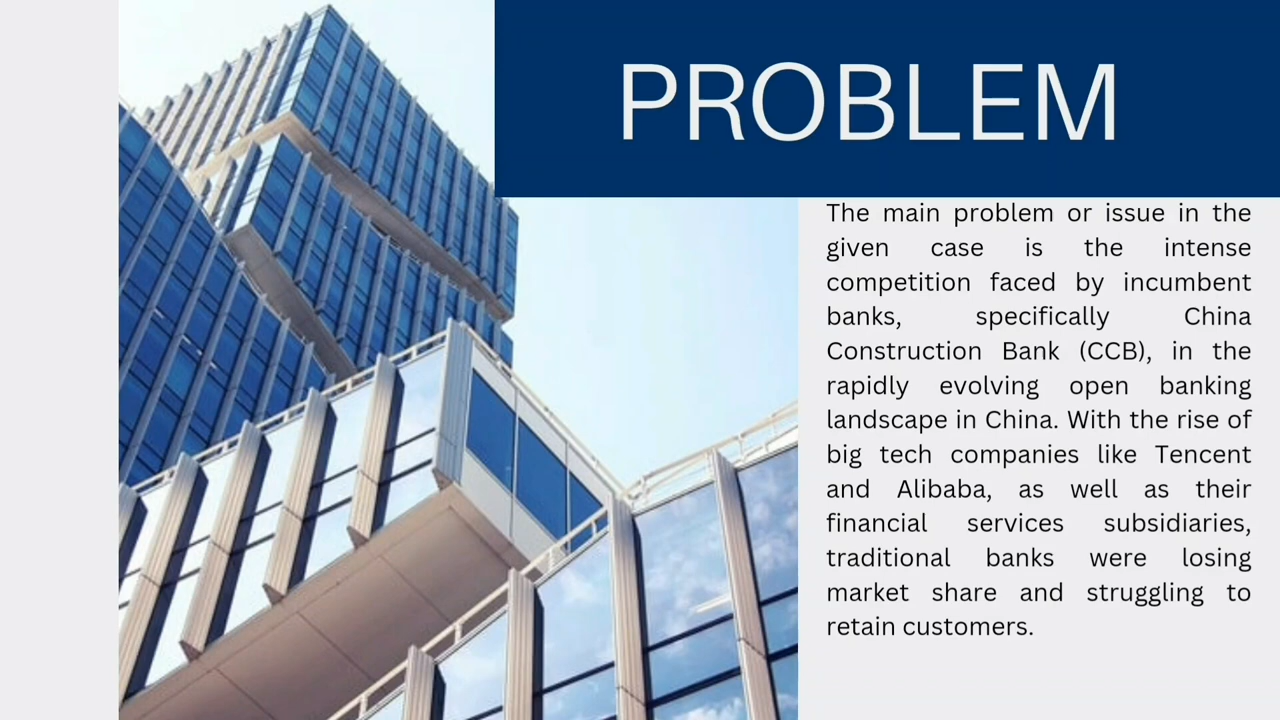 PROBLEM
The main problem or issue in the
given case is the intense
competition faced by incumbent
banks, specifically China
Construction Bank (CCB), in the
rapidly evolving open banking
landscape in China. With the rise of
big tech companies like Tencent
and Alibaba, as well as their
financial services subsidiaries,
traditional banks were losing
market share and struggling to
retain customers.